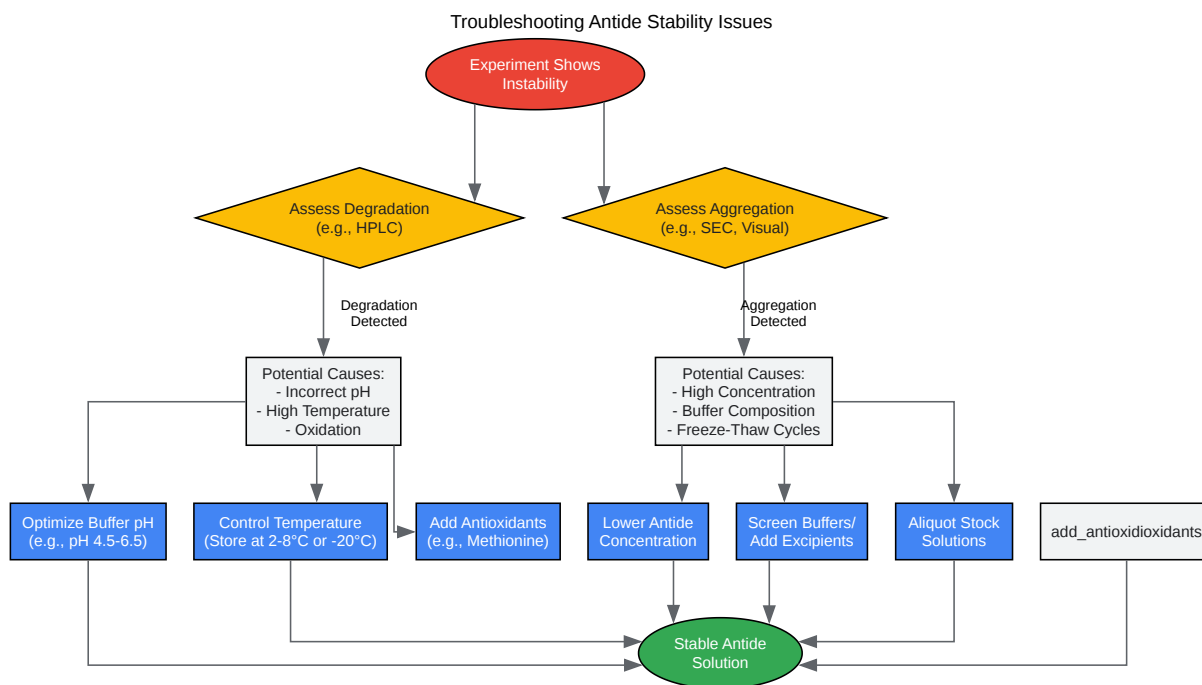 Troubleshooting Antide Stability Issues
Experiment Shows
Instability
Assess Degradation
(e.g., HPLC)
Assess Aggregation
(e.g., SEC, Visual)
Degradation
Detected
Aggregation
Detected
Potential Causes:
- Incorrect pH
- High Temperature
- Oxidation
Potential Causes:
- High Concentration
- Buffer Composition
- Freeze-Thaw Cycles
Optimize Buffer pH
(e.g., pH 4.5-6.5)
Control Temperature
(Store at 2-8°C or -20°C)
Add Antioxidants
(e.g., Methionine)
Lower Antide
Concentration
Screen Buffers/
Add Excipients
Aliquot Stock
Solutions
add_antioxidioxidants
Stable Antide
Solution